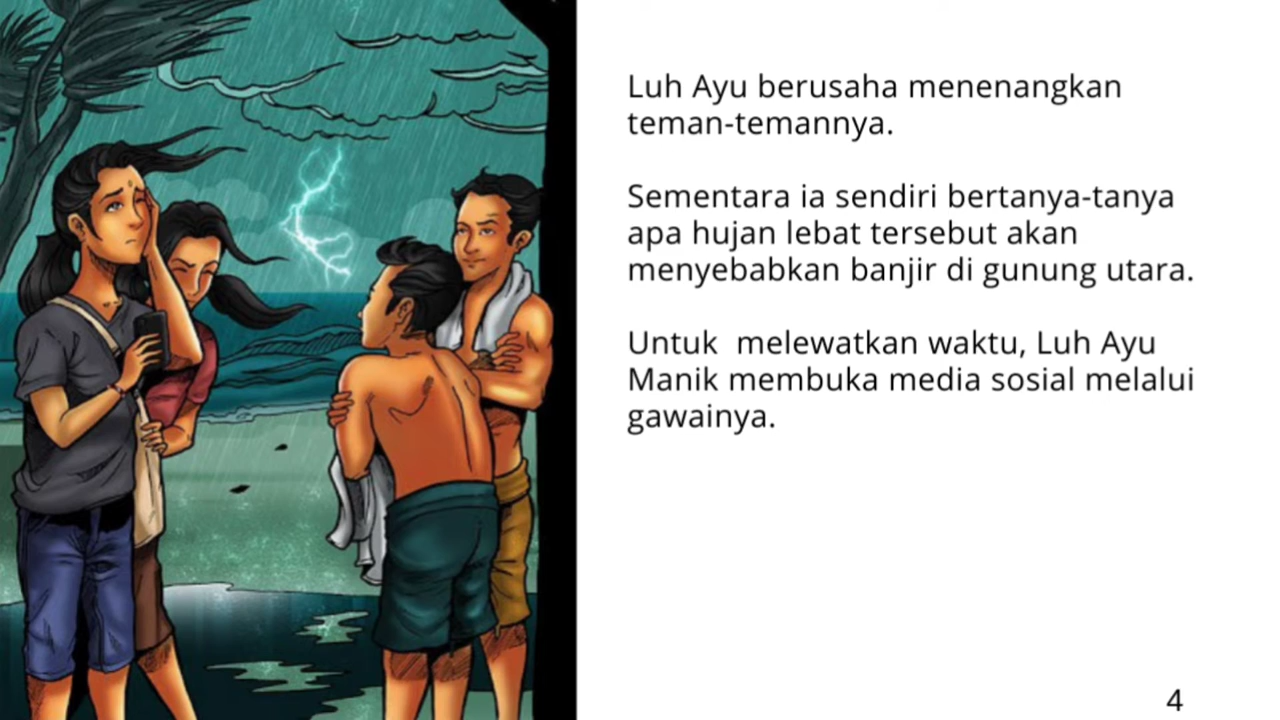 Luh Ayu berusaha menenangkan
teman-temannya.
Sementara ia sendiri bertanya-tanya
apa hujan lebat tersebut akan
menyebabkan banjir di gunung utara.
Untuk  melewatkan waktu, Luh Ayu
Manik membuka media sosial melalui
gawainya.
4